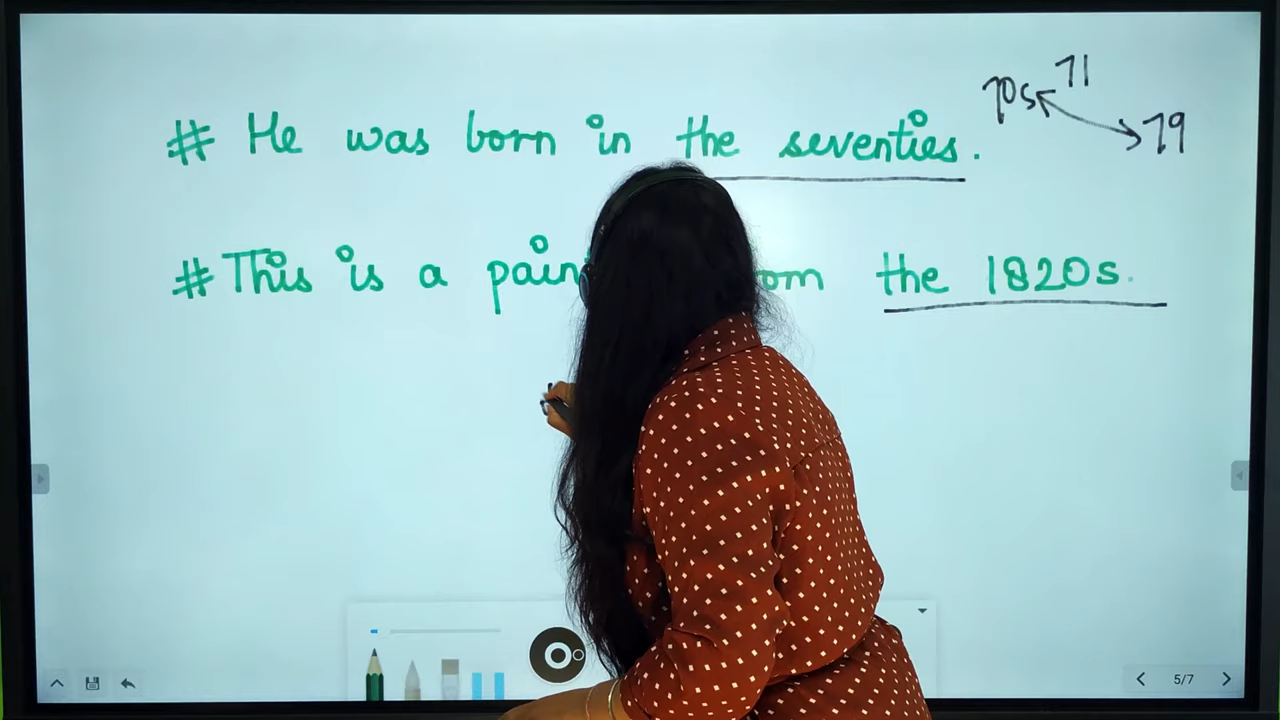 # He was born in the seventies.
70s 71
79
# This is a pain om the 1820s.
5/7